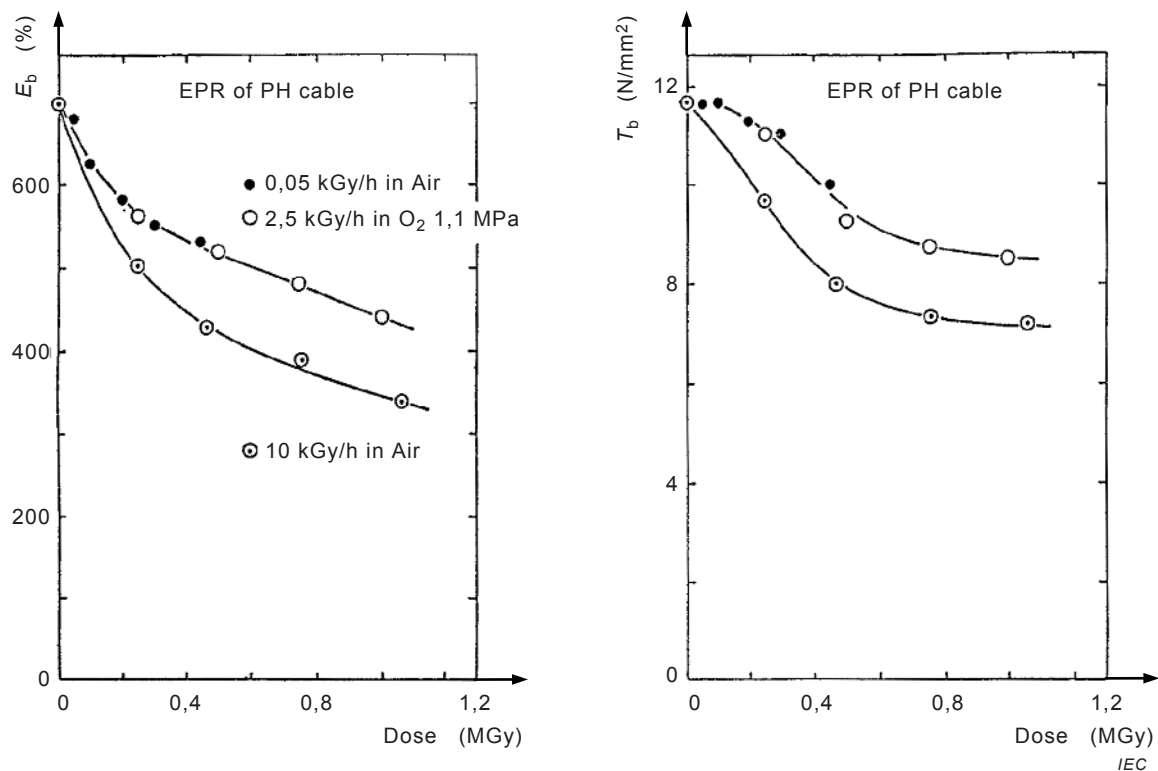 E_b (%)
EPR of PH cable
600
400
200
0
0,05 kGy/h in Air
2,5 kGy/h in O₂ 1,1 MPa
10 kGy/h in Air
0 0,4 0,8 1,2
Dose (MGy)
T_b (N/mm²)
EPR of PH cable
12
8
4
0
0 0,4 0,8 1,2
Dose (MGy)
IEC